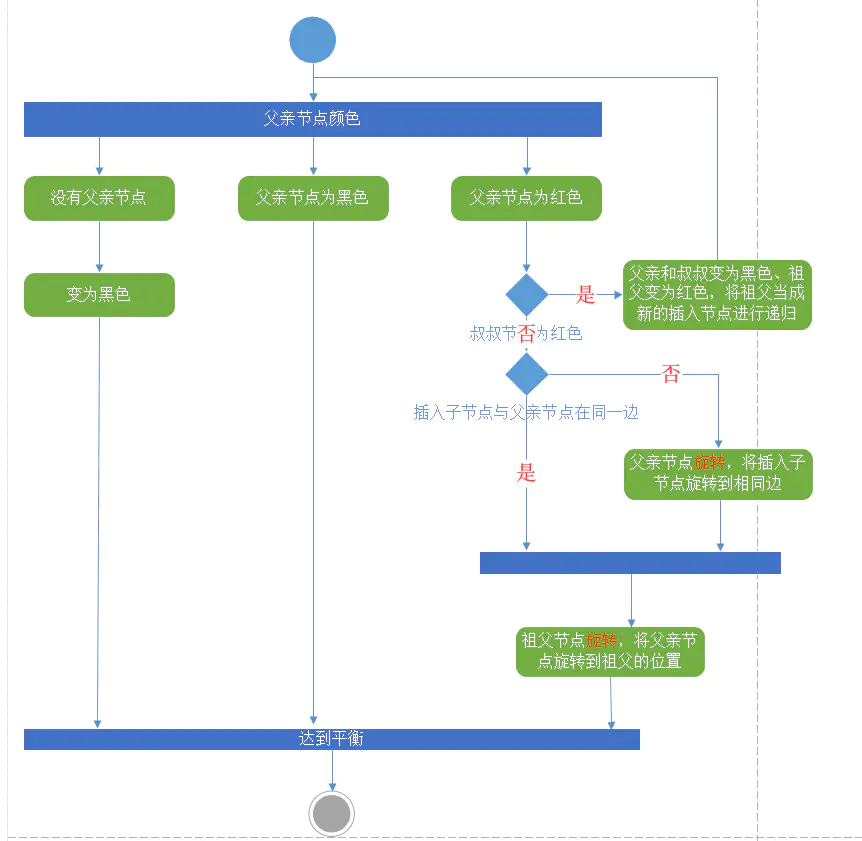 父亲节点颜色
没有父亲节点
父亲节点为黑色
父亲节点为红色
变为黑色
是
父亲和叔叔变为黑色、祖
父变为红色，将祖父当成
新的插入节点进行递归
叔叔节 为红色
否
否
插入子节点与父亲节点在同一边
是
父亲节点旋转，将插入子
节点旋转到相同边
祖父节点旋转，将父亲节
点旋转到祖父的位置
达到平衡